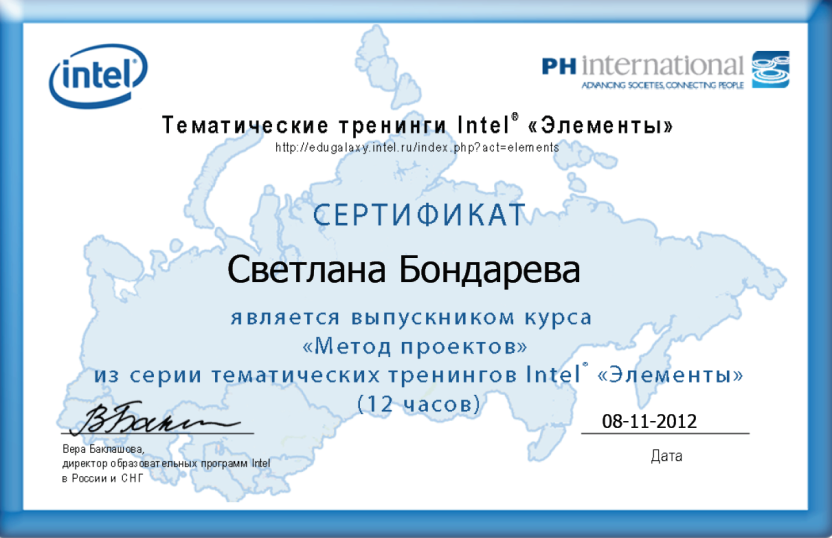 intel
PH international
ADVANCING SOCIETIES, CONNECTING PEOPLE
Тематические тренинги Intel® «Элементы»
http://edugalaxy.intel.ru/index.php?act=elements
СЕРТИФИКАТ
Светлана Бондарева
является выпускником курса
«Метод проектов»
из серии тематических тренингов Intel® «Элементы»
(12 часов)
08-11-2012
Вера Баклашова,
директор образовательных программ Intel
в России и СНГ
Дата